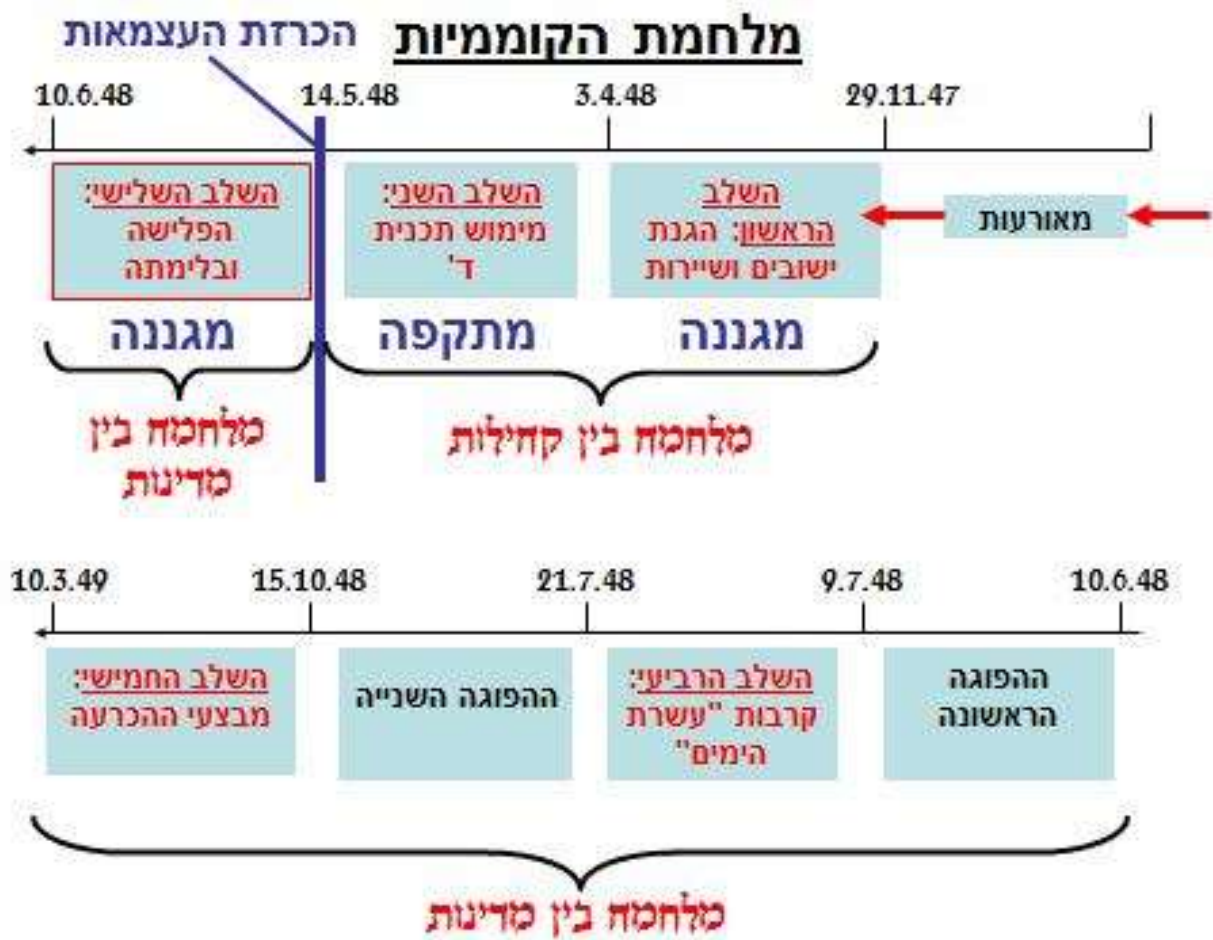 מלחמת הקוממיות
הכרזת העצמאות
29.11.47
3.4.48
14.5.48
10.6.48
מאורעות
השלב
הראשון: הגנת
ישובים ושיירות
השלב השני:
מימוש תכנית
ד'
השלב השלישי:
הפלישה
ובלימתה
מגננה
מתקפה
מגננה
מלחמה בין קהילות
מלחמה בין
מדינות
10.6.48
9.7.48
21.7.48
15.10.48
10.3.49
ההפוגה
הראשונה
השלב הרביעי:
קרבות "עשרת
הימים"
ההפוגה השנייה
השלב החמישי:
מבצעי ההכרעה
מלחמה בין מדינות